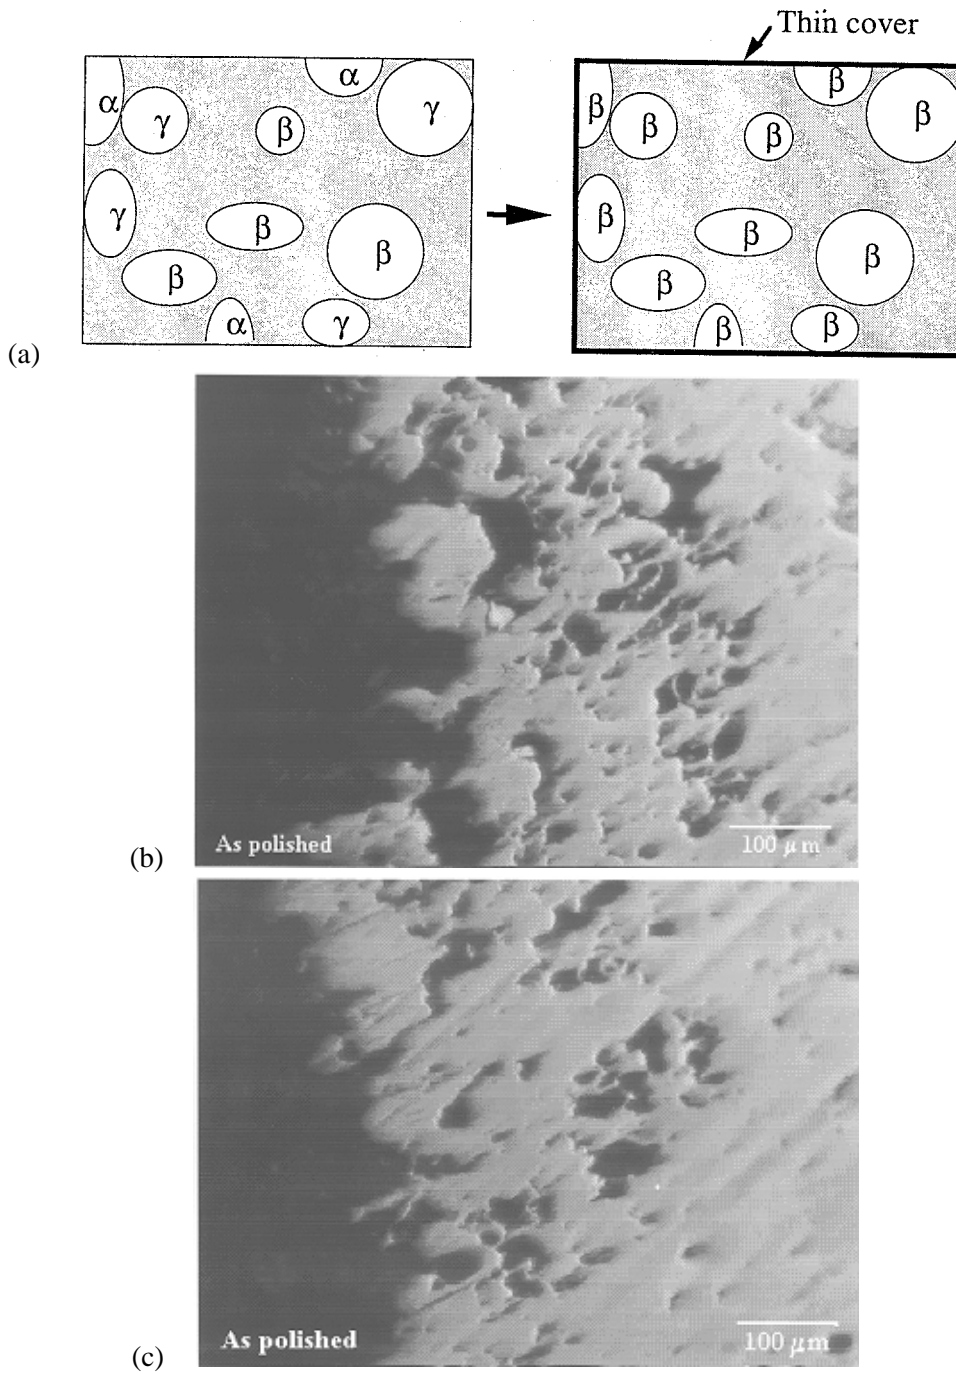 Thin cover
α γ β α γ
γ β β β
α γ
β β β β β
β β β β
β β
(a)
As polished
100 μm
(b)
As polished
100 μm
(c)